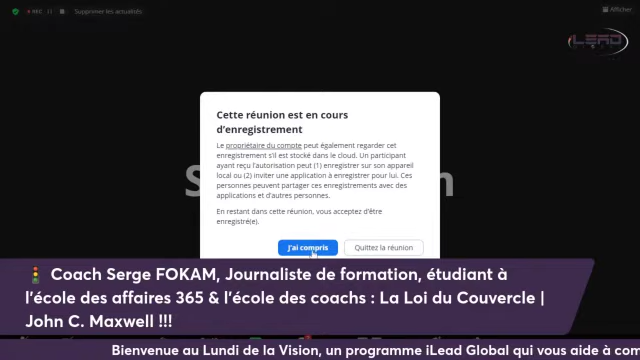 REC
Supprimer les actualités
Afficher
LEAD
Cette réunion est en cours
d'enregistrement
Le propriétaire du compte peut également regarder cet
enregistrement s'il est stocké dans le cloud. Un participant
ayant reçu l'autorisation peut (1) enregistrer sur son appareil
local ou (2) inviter une application à enregistrer pour lui. Ces
personnes peuvent partager ces enregistrements avec des
applications et d'autres personnes.
En restant dans cette réunion, vous acceptez d'être
enregistré(e).
J'ai compris
Quittez la réunion
Coach Serge FOKAM, Journaliste de formation, étudiant à
l'école des affaires 365 & l'école des coachs : La Loi du Couvercle |
John C. Maxwell !!!
Bienvenue au Lundi de la Vision, un programme iLead Global qui vous aide à com